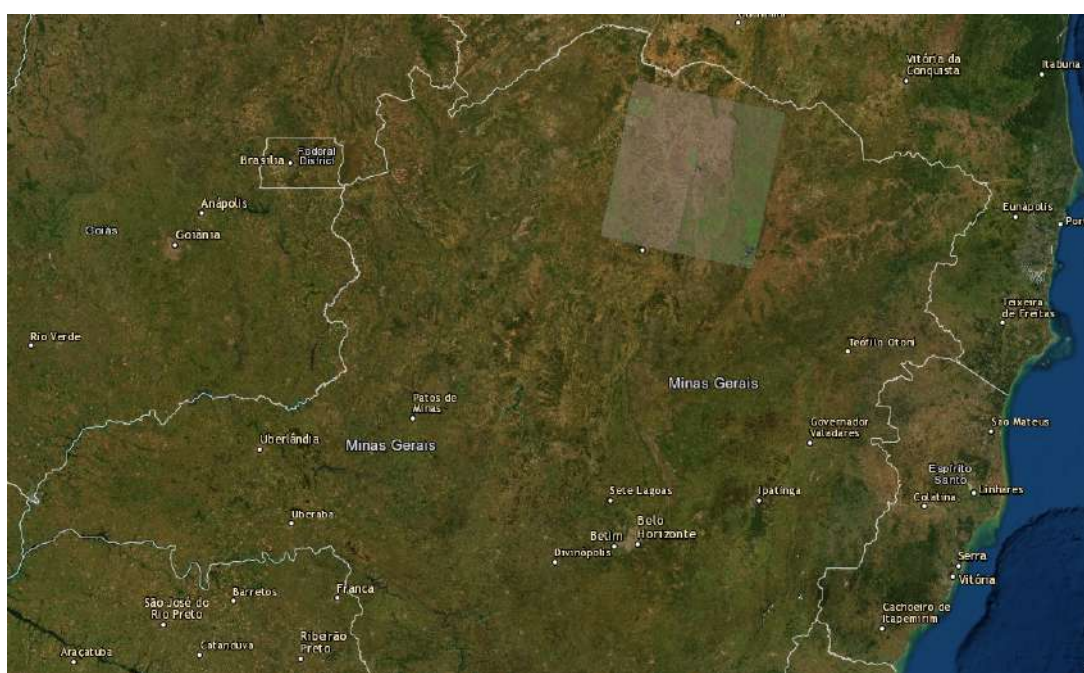 Vitória da
Conquista
Itabuna
Brasília
Federal
District
Anápolis
Goiás
Goiânia
Eunápolis
Por
Teixeira
de Freitas
Rio Verde
Teófilo Otoni
Minas Gerais
Patos de
Minas
Governador
Valadares
São Mateus
Uberlândia
Minas Gerais
Espírito
Santo
Sete Lagoas
Ipatinga
Linhares
Colatina
Uberaba
Belo
Horizonte
Betim
Divinópolis
Serra
Vitória
Barretos
Franca
São José do
Rio Preto
Cachoeiro de
Itapemirim
Ribeirão
Preto
Catanduva
Araçatuba